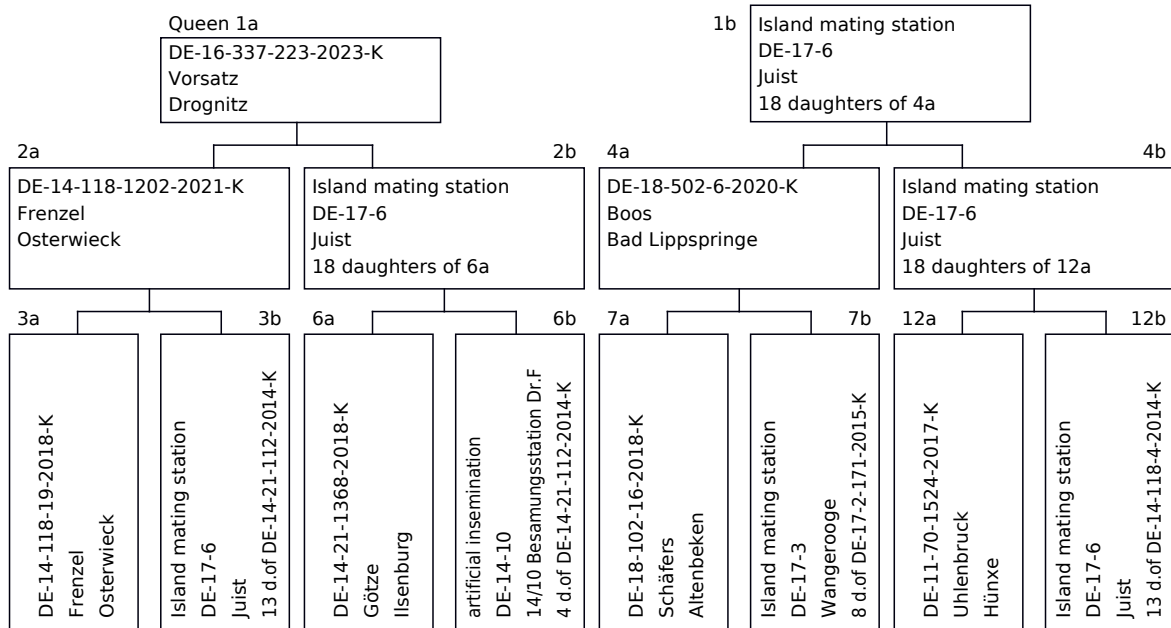 Queen 1a
DE-16-337-223-2023-K
Vorsatz
Drognitz
1b
Island mating station
DE-17-6
Juist
18 daughters of 4a
2a
DE-14-118-1202-2021-K
Frenzel
Osterwieck
2b
Island mating station
DE-17-6
Juist
18 daughters of 6a
4a
DE-18-502-6-2020-K
Boos
Bad Lippspringe
4b
Island mating station
DE-17-6
Juist
18 daughters of 12a
3a
DE-14-118-19-2018-K
Frenzel
Osterwieck
3b
Island mating station
DE-17-6
Juist
13 d.of DE-14-21-112-2014-K
6a
DE-14-21-1368-2018-K
Götze
Ilsenburg
6b
artificial insemination
DE-14-10
14/10 Besamungsstation Dr.F
4 d.of DE-14-21-112-2014-K
7a
DE-18-102-16-2018-K
Schäfers
Altenbeken
7b
Island mating station
DE-17-3
Wangerooge
8 d.of DE-17-2-171-2015-K
12a
DE-11-70-1524-2017-K
Uhlenbruck
Hünxe
12b
Island mating station
DE-17-6
Juist
13 d.of DE-14-118-4-2014-K